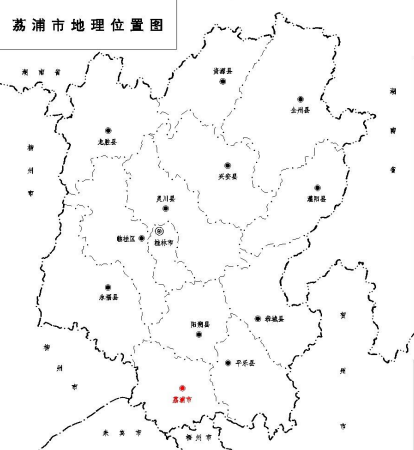 荔浦市地理位置图
资源县
湖南省
全州县
湖南省
龙胜县
柳州市
兴安县
灌阳县
灵川县
临桂区
桂林市
永福县
恭城县
贺州市
阳朔县
柳州市
平乐县
荔浦市
来宾市
梧州市